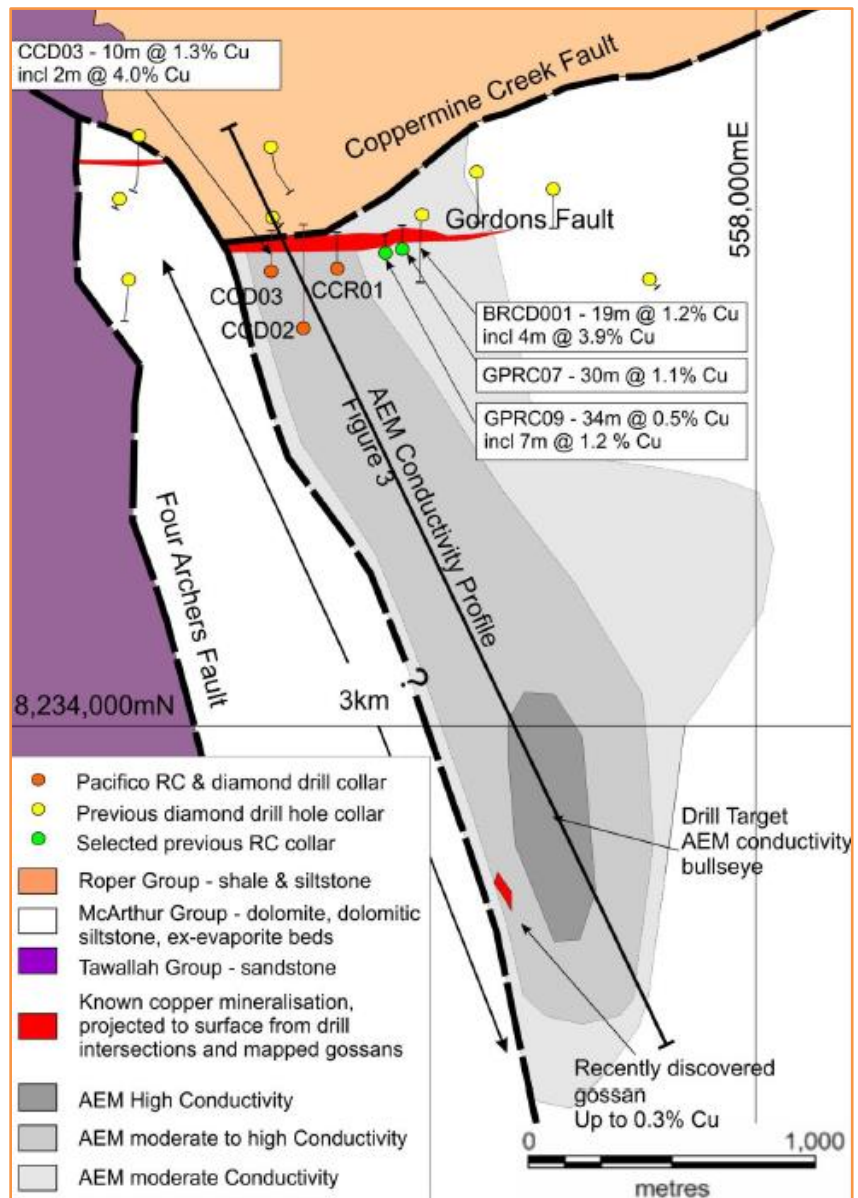 CCD03 - 10m @ 1.3% Cu
incl 2m @ 4.0% Cu
Coppermine Creek Fault
558,000mE
Gordons Fault
CCD03
CCR01
CCD02
BRCD001 - 19m @ 1.2% Cu
incl 4m @ 3.9% Cu
GPRC07 - 30m @ 1.1% Cu
GPRC09 - 34m @ 0.5% Cu
incl 7m @ 1.2 % Cu
AEM Conductivity Profile
Figure 3
Four Archers Fault
?
8,234,000mN
3km
Drill Target
AEM conductivity
bullseye
Recently discovered
gossan
Up to 0.3% Cu
Pacifico RC & diamond drill collar
Previous diamond drill hole collar
Selected previous RC collar
Roper Group - shale & siltstone
McArthur Group - dolomite, dolomitic
siltstone, ex-evaporite beds
Tawallah Group - sandstone
Known copper mineralisation,
projected to surface from drill
intersections and mapped gossans
AEM High Conductivity
AEM moderate to high Conductivity
AEM moderate Conductivity
0 1,000
metres